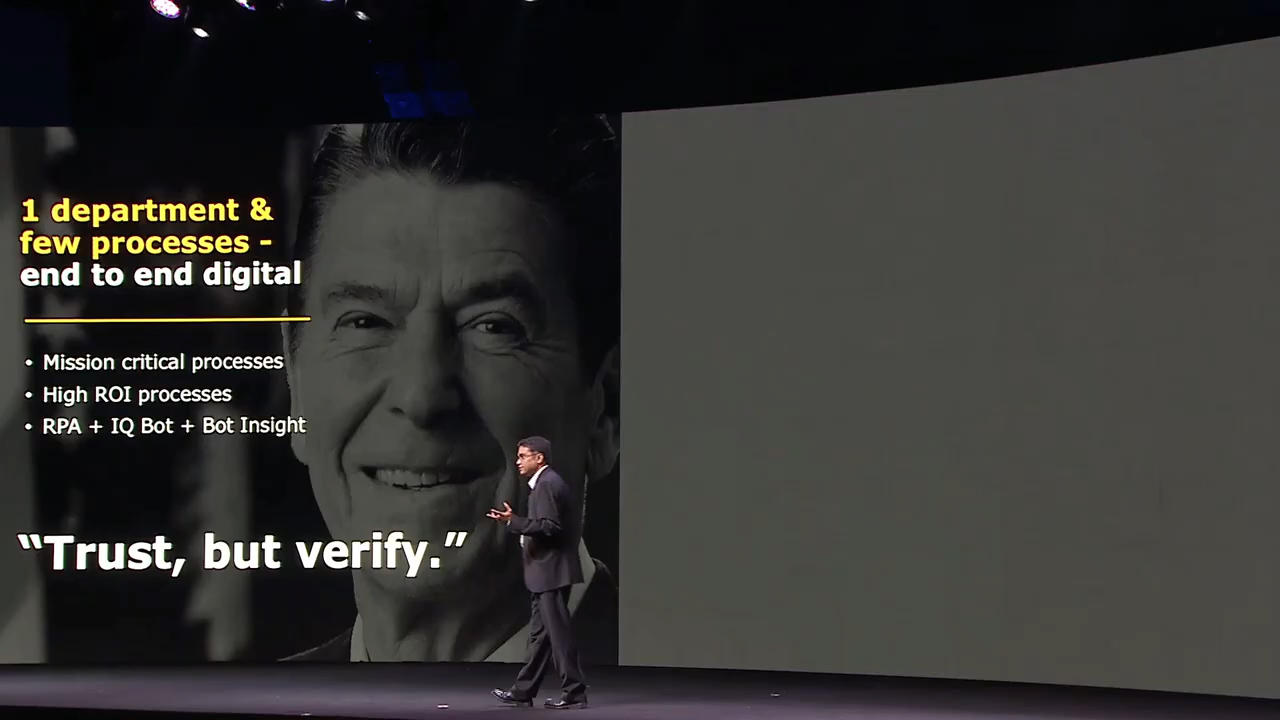 1 department &
few processes -
end to end digital
• Mission critical processes
• High ROI processes
• RPA + IQ Bot + Bot Insight
“Trust, but verify.”